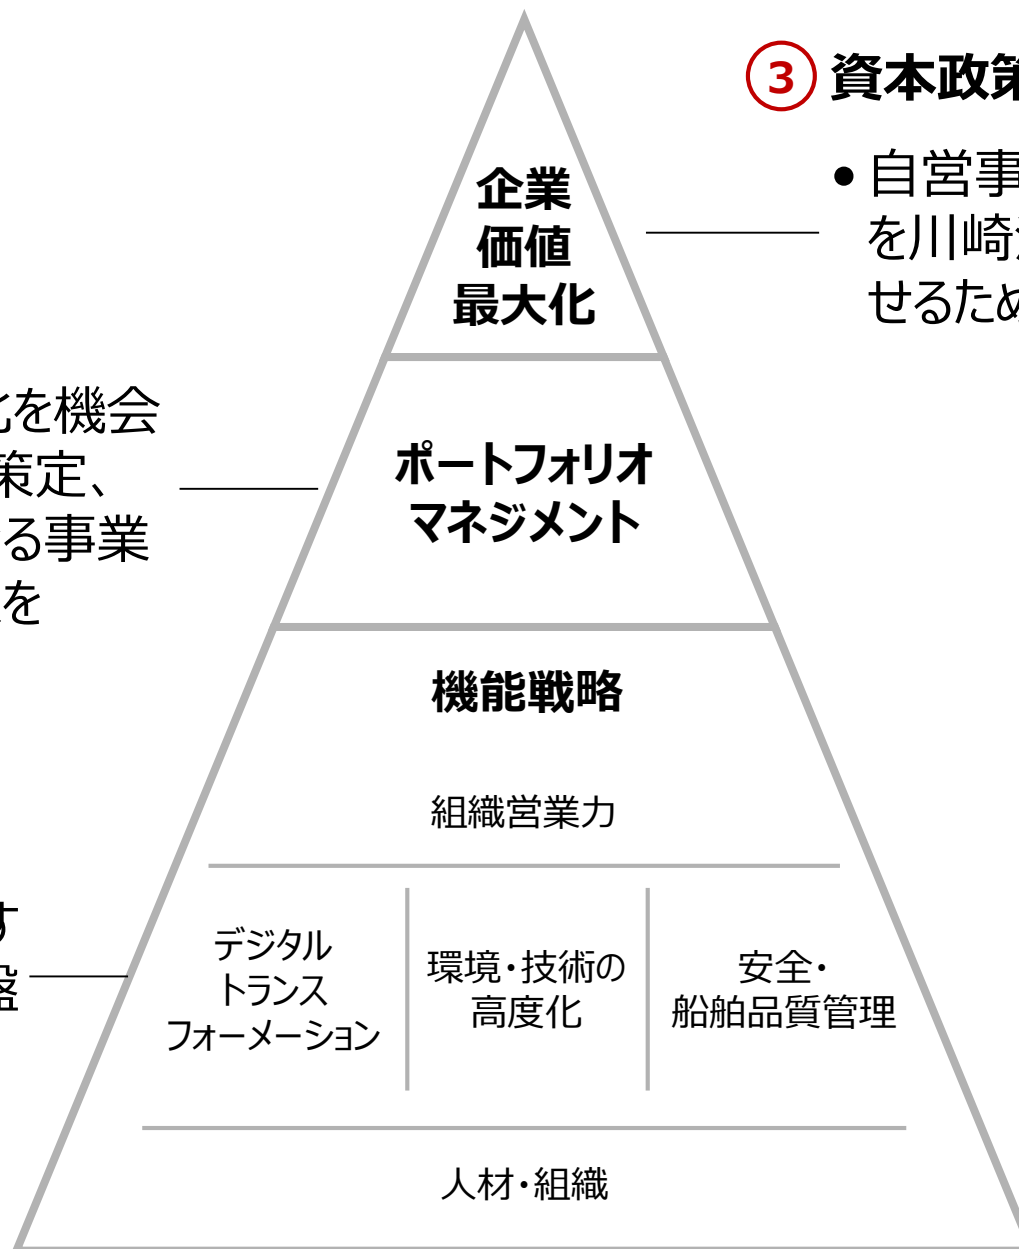 ③ 資本政策
• 自営事
を川崎
せるため
企業
価値
最大化
化を機会
策定、
る事業
を
ポートフォリオ
マネジメント
機能戦略
組織営業力
す
盤
デジタル
トランス
フォーメーション
環境・技術の
高度化
安全・
船舶品質管理
人材・組織